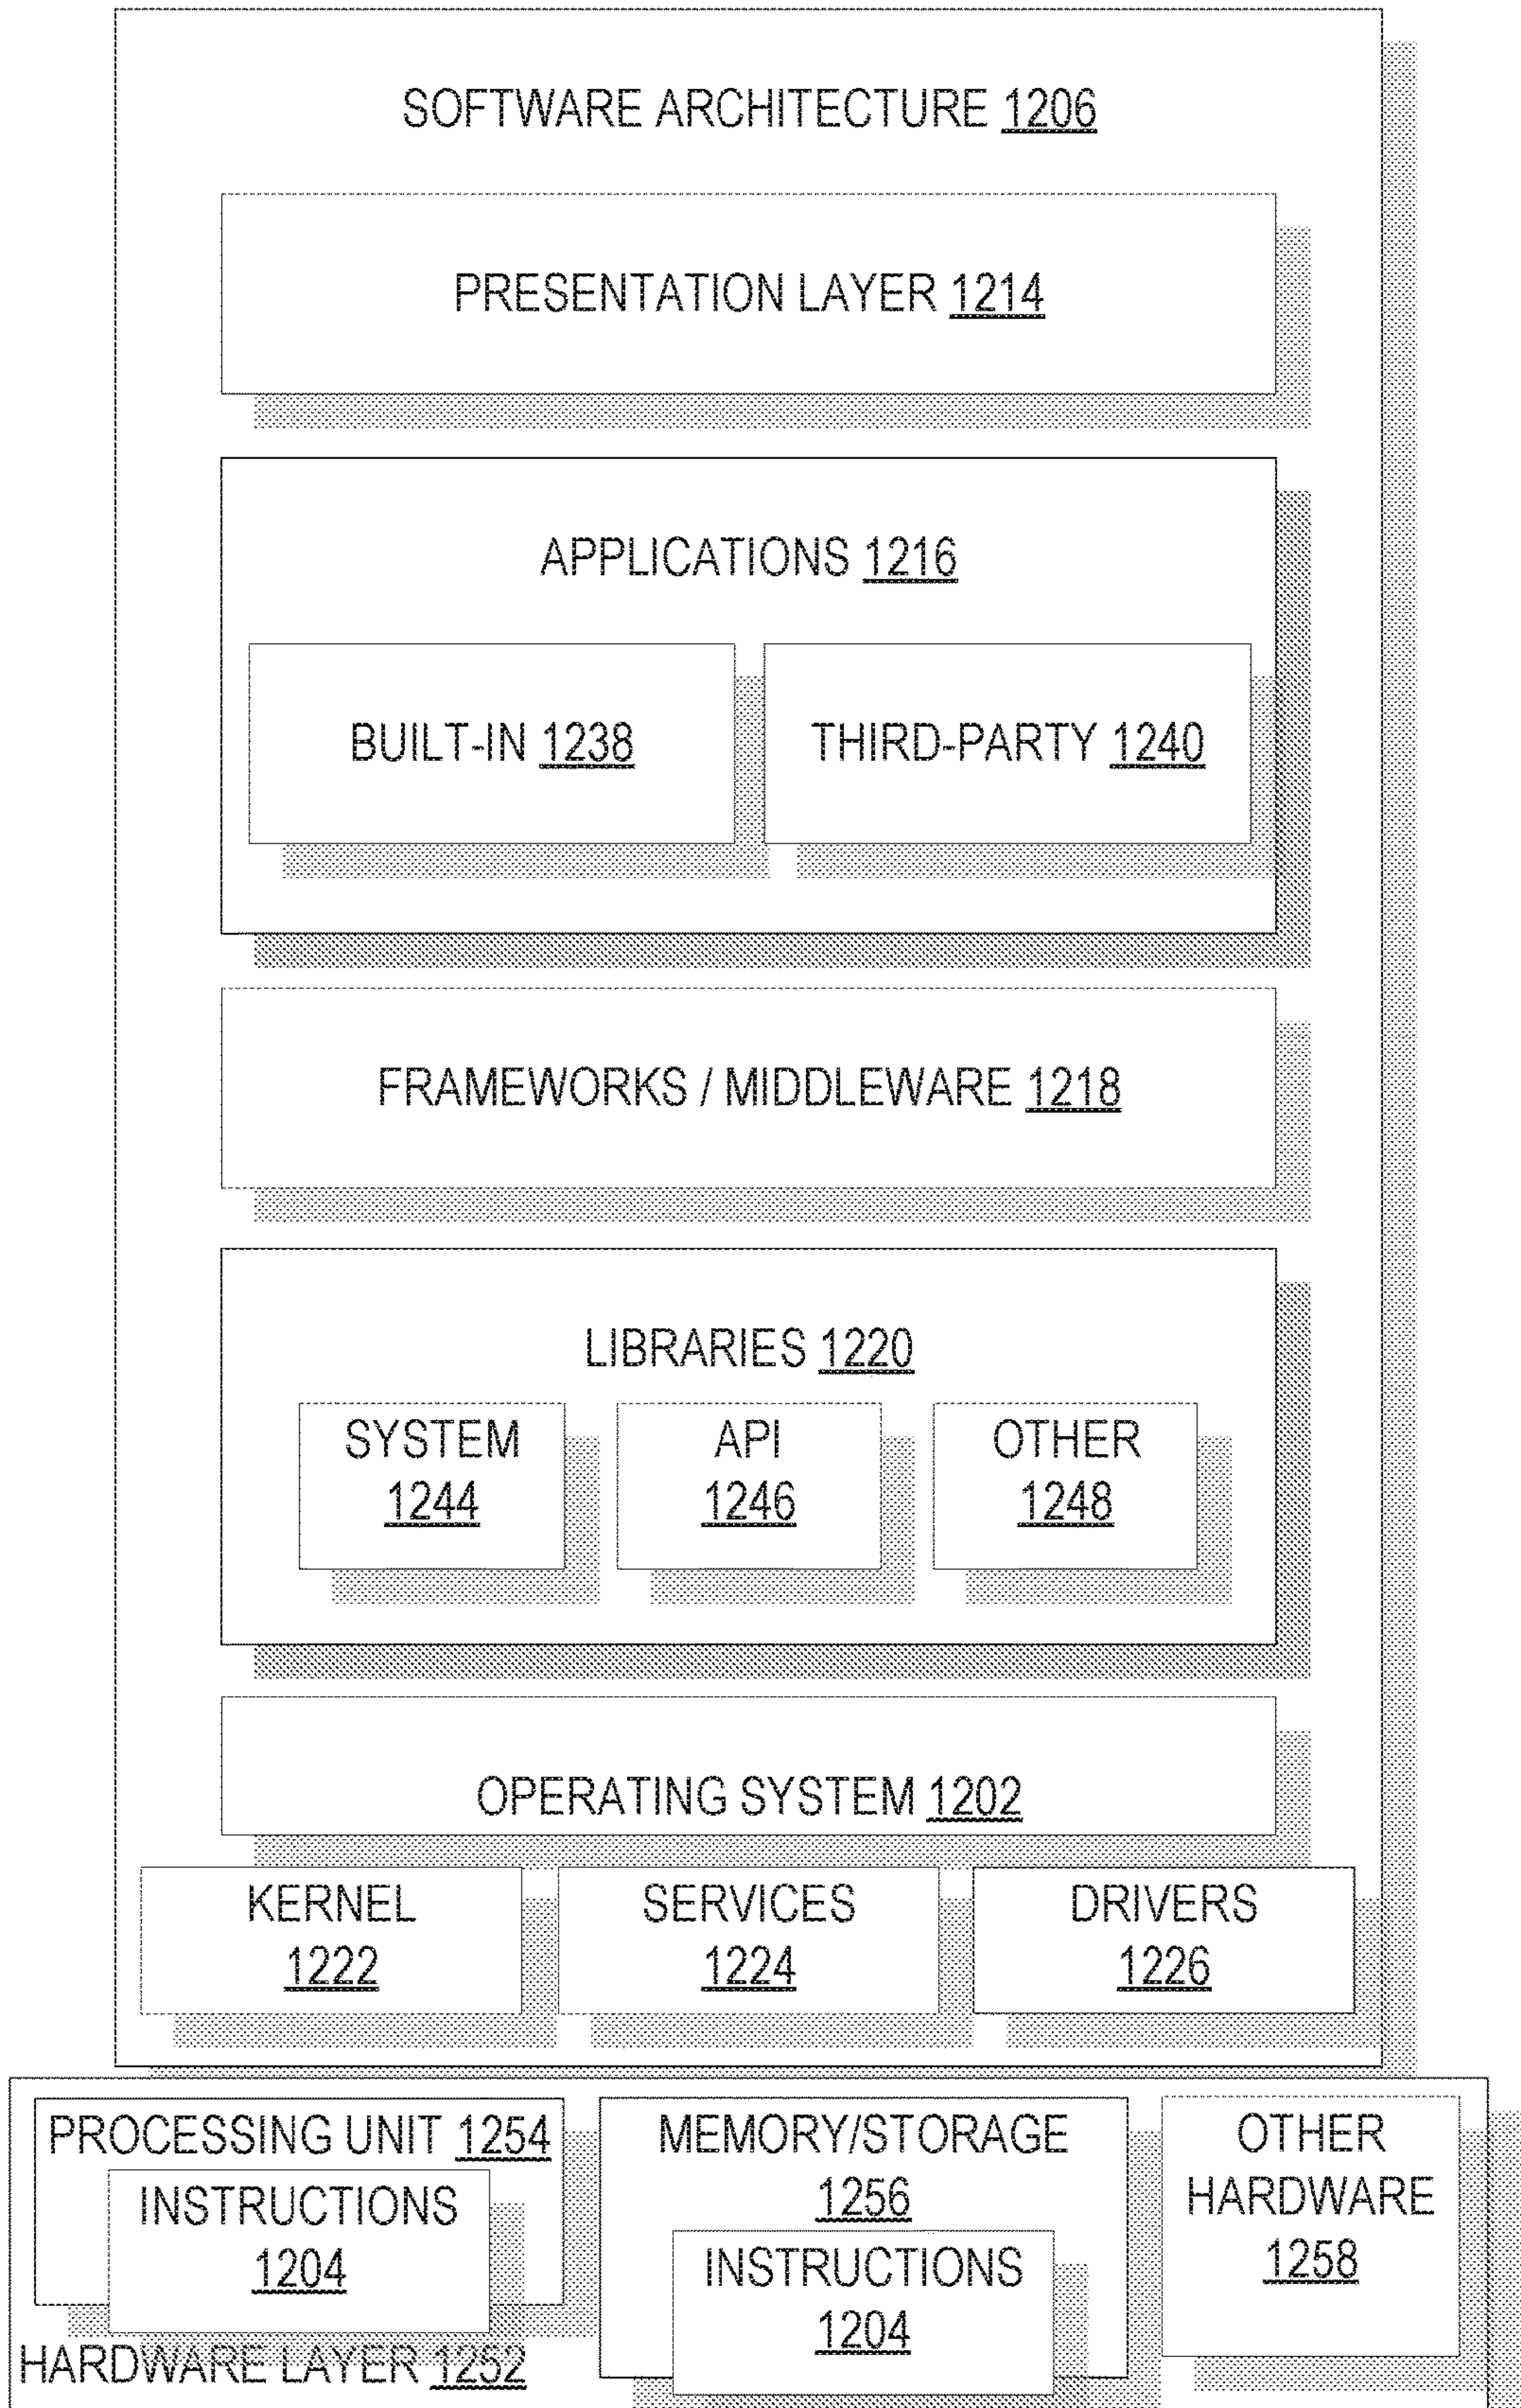 SOFTWARE ARCHITECTURE 1206
PRESENTATION LAYER 1214
APPLICATIONS 1216
BUILT-IN 1238
THIRD-PARTY 1240
FRAMEWORKS / MIDDLEWARE 1218
LIBRARIES 1220
SYSTEM
1244
API
1246
OTHER
1248
OPERATING SYSTEM 1202
KERNEL
1222
SERVICES
1224
DRIVERS
1226
PROCESSING UNIT 1254
INSTRUCTIONS
1204
MEMORY/STORAGE
1256
INSTRUCTIONS
1204
OTHER
HARDWARE
1258
HARDWARE LAYER 1252